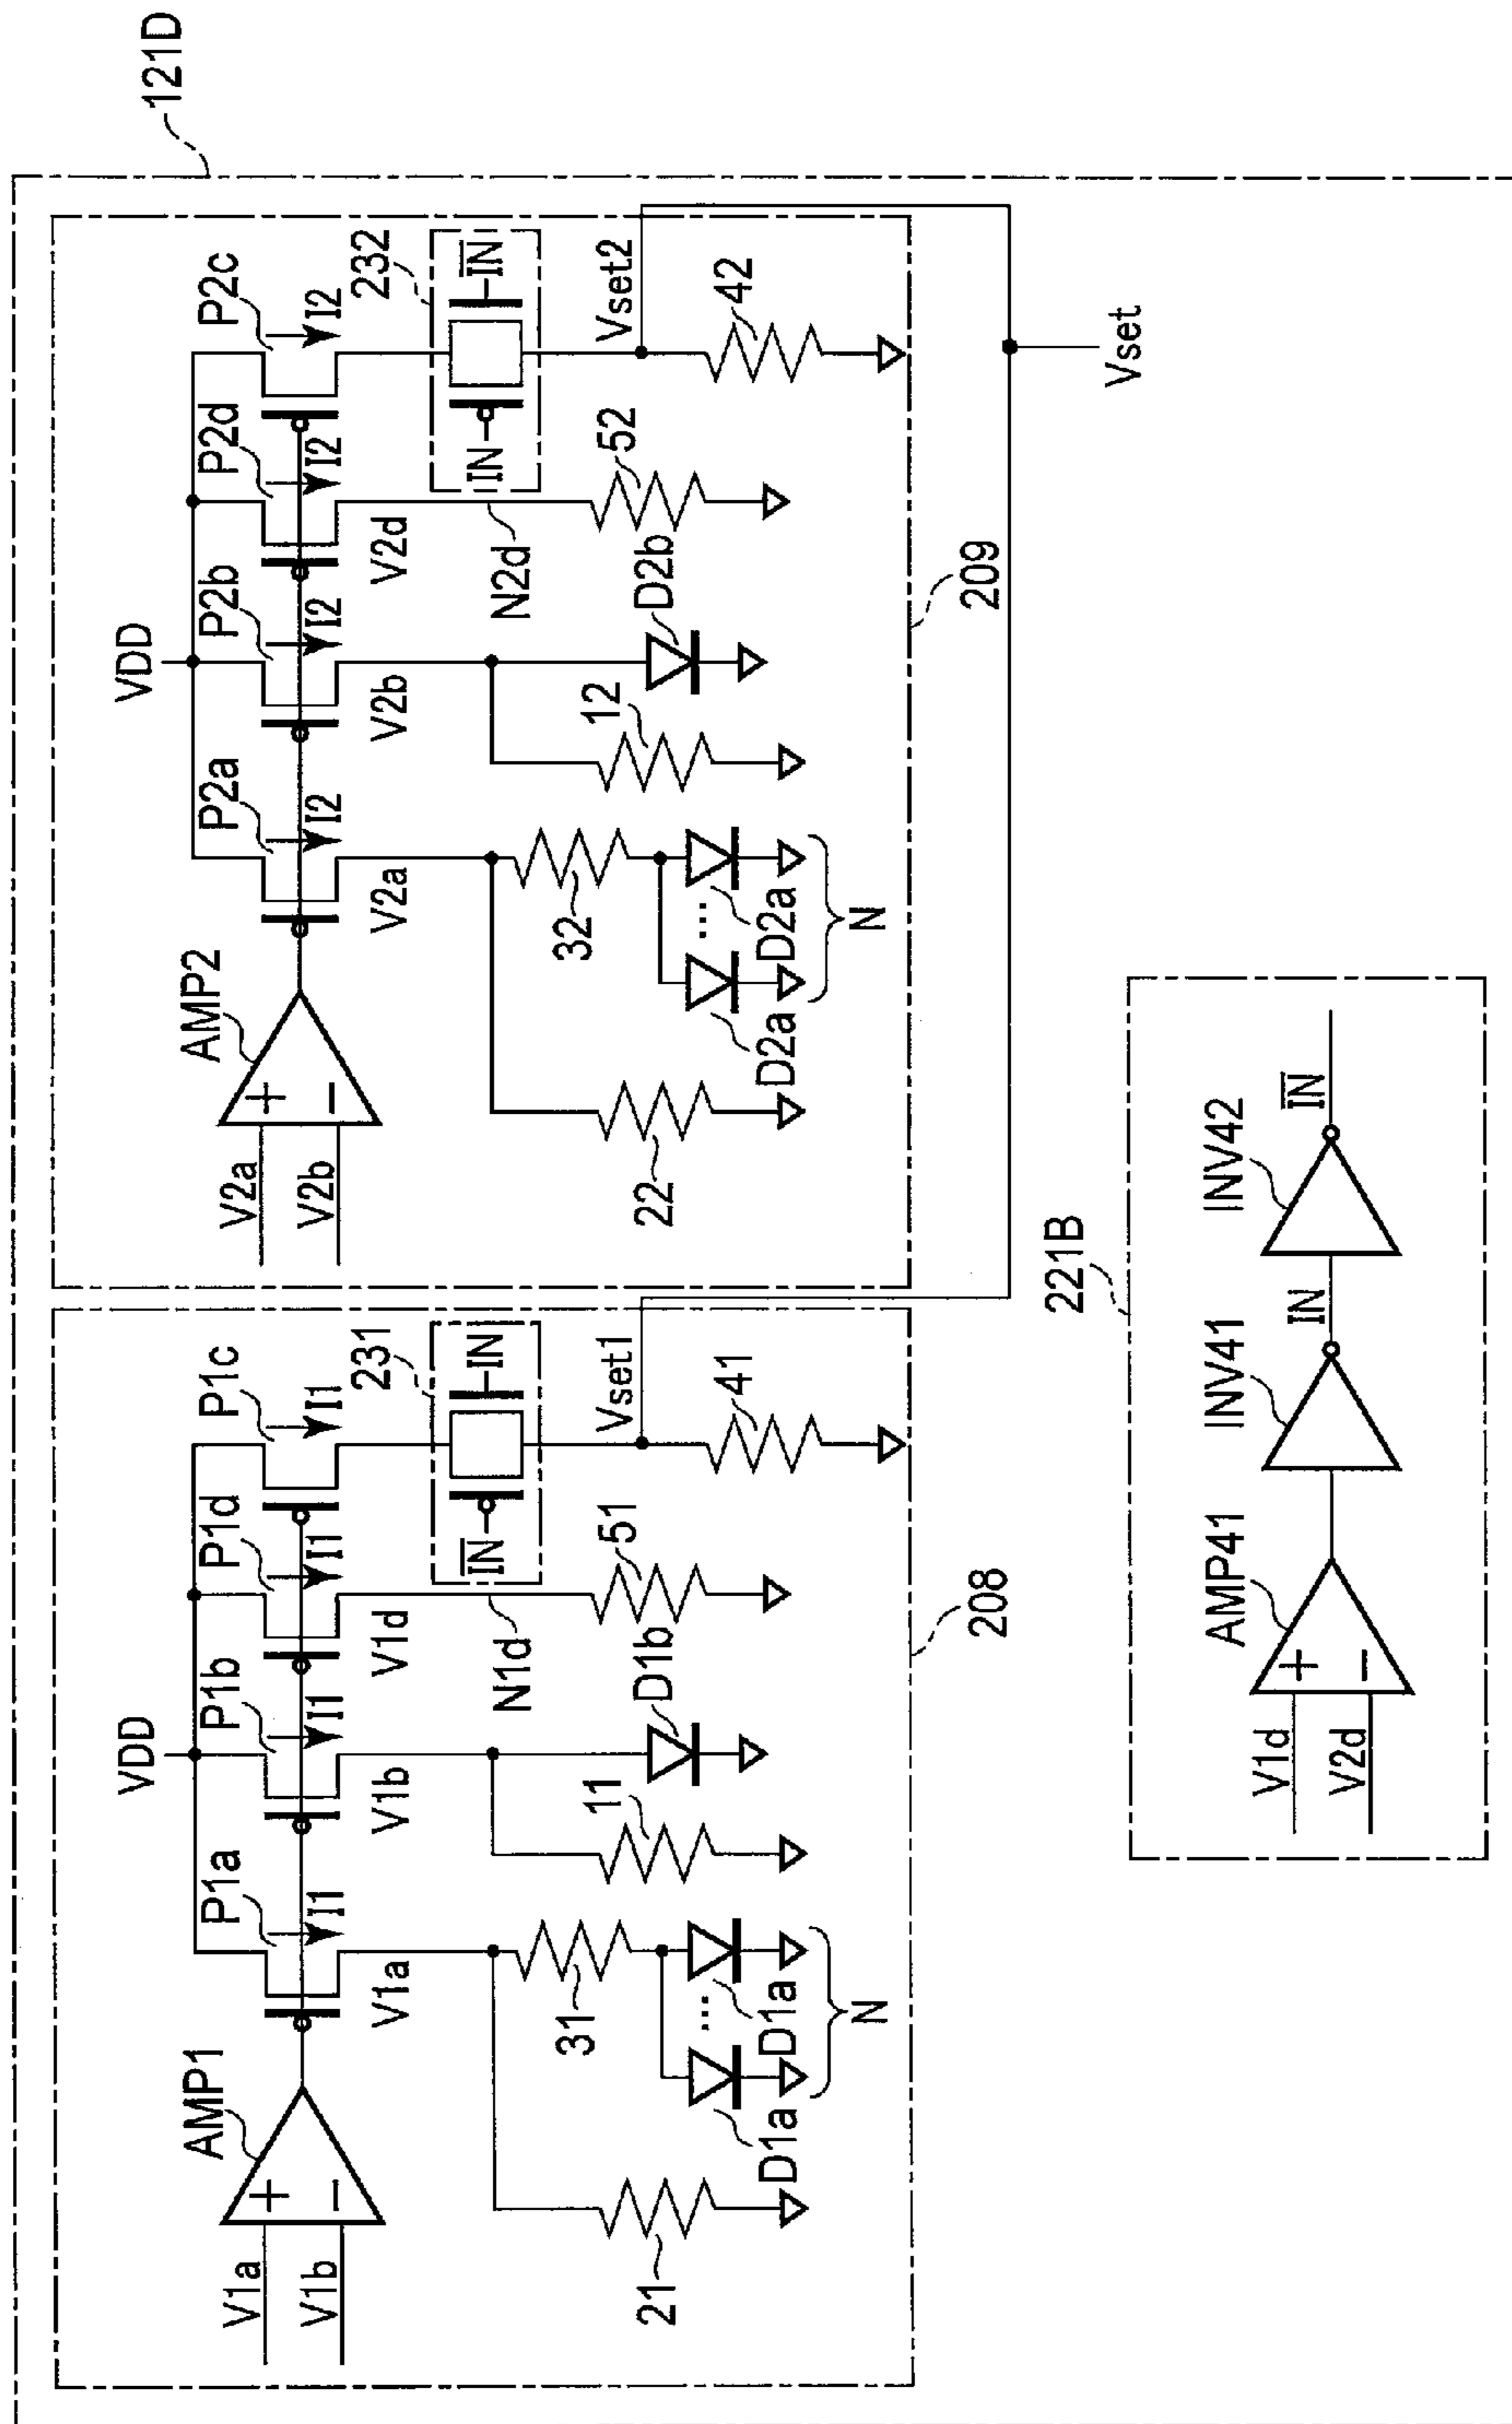 121D
VDD
P1a
P1b
P1d
P1c
I1
I1
I1
I1
AMP1
+
−
V1a
V1b
V1a
V1b
V1d
N1d
231
I̅N̅
IN
Vset1
21
31
11
51
41
D1a
...
D1a
D1b
N
208
VDD
P2a
P2b
P2d
P2c
I2
I2
I2
I2
AMP2
+
−
V2a
V2b
V2a
V2b
V2d
N2d
232
IN
I̅N̅
Vset2
22
32
12
52
42
D2a
...
D2a
D2b
N
209
Vset
221B
AMP41
+
−
V1d
V2d
INV41
IN
INV42
I̅N̅